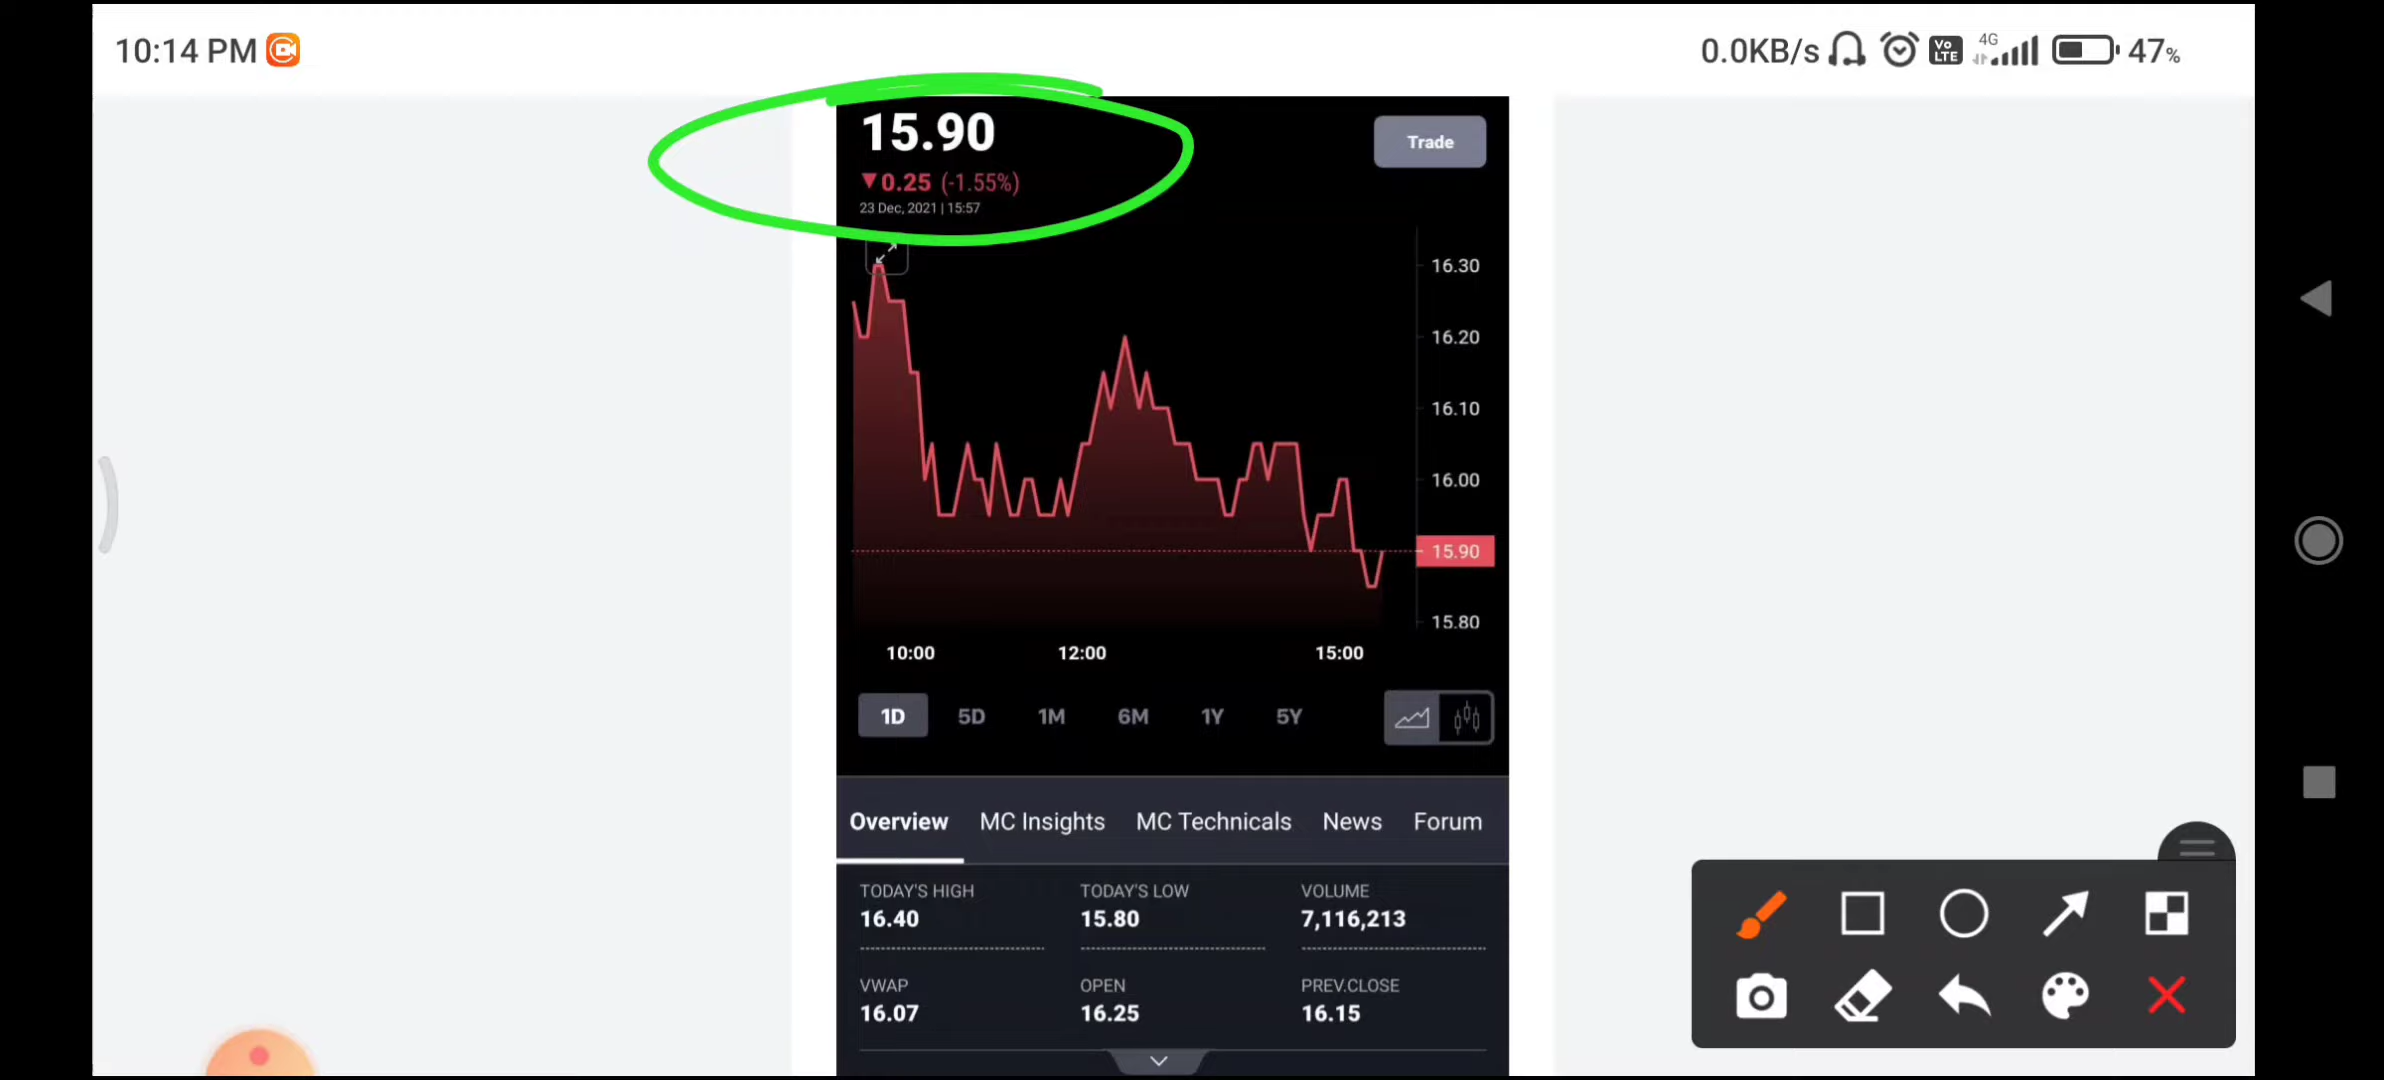 10:14 PM
0.0KB/s Vo LTE 4G 47%
15.90
Trade
▼0.25 (-1.55%)
23 Dec, 2021 | 15:57
16.30
16.20
16.10
16.00
15.90
15.80
10:00 12:00 15:00
1D 5D 1M 6M 1Y 5Y
Overview MC Insights MC Technicals News Forum
TODAY'S HIGH TODAY'S LOW VOLUME
16.40 15.80 7,116,213
VWAP OPEN PREV.CLOSE
16.07 16.25 16.15